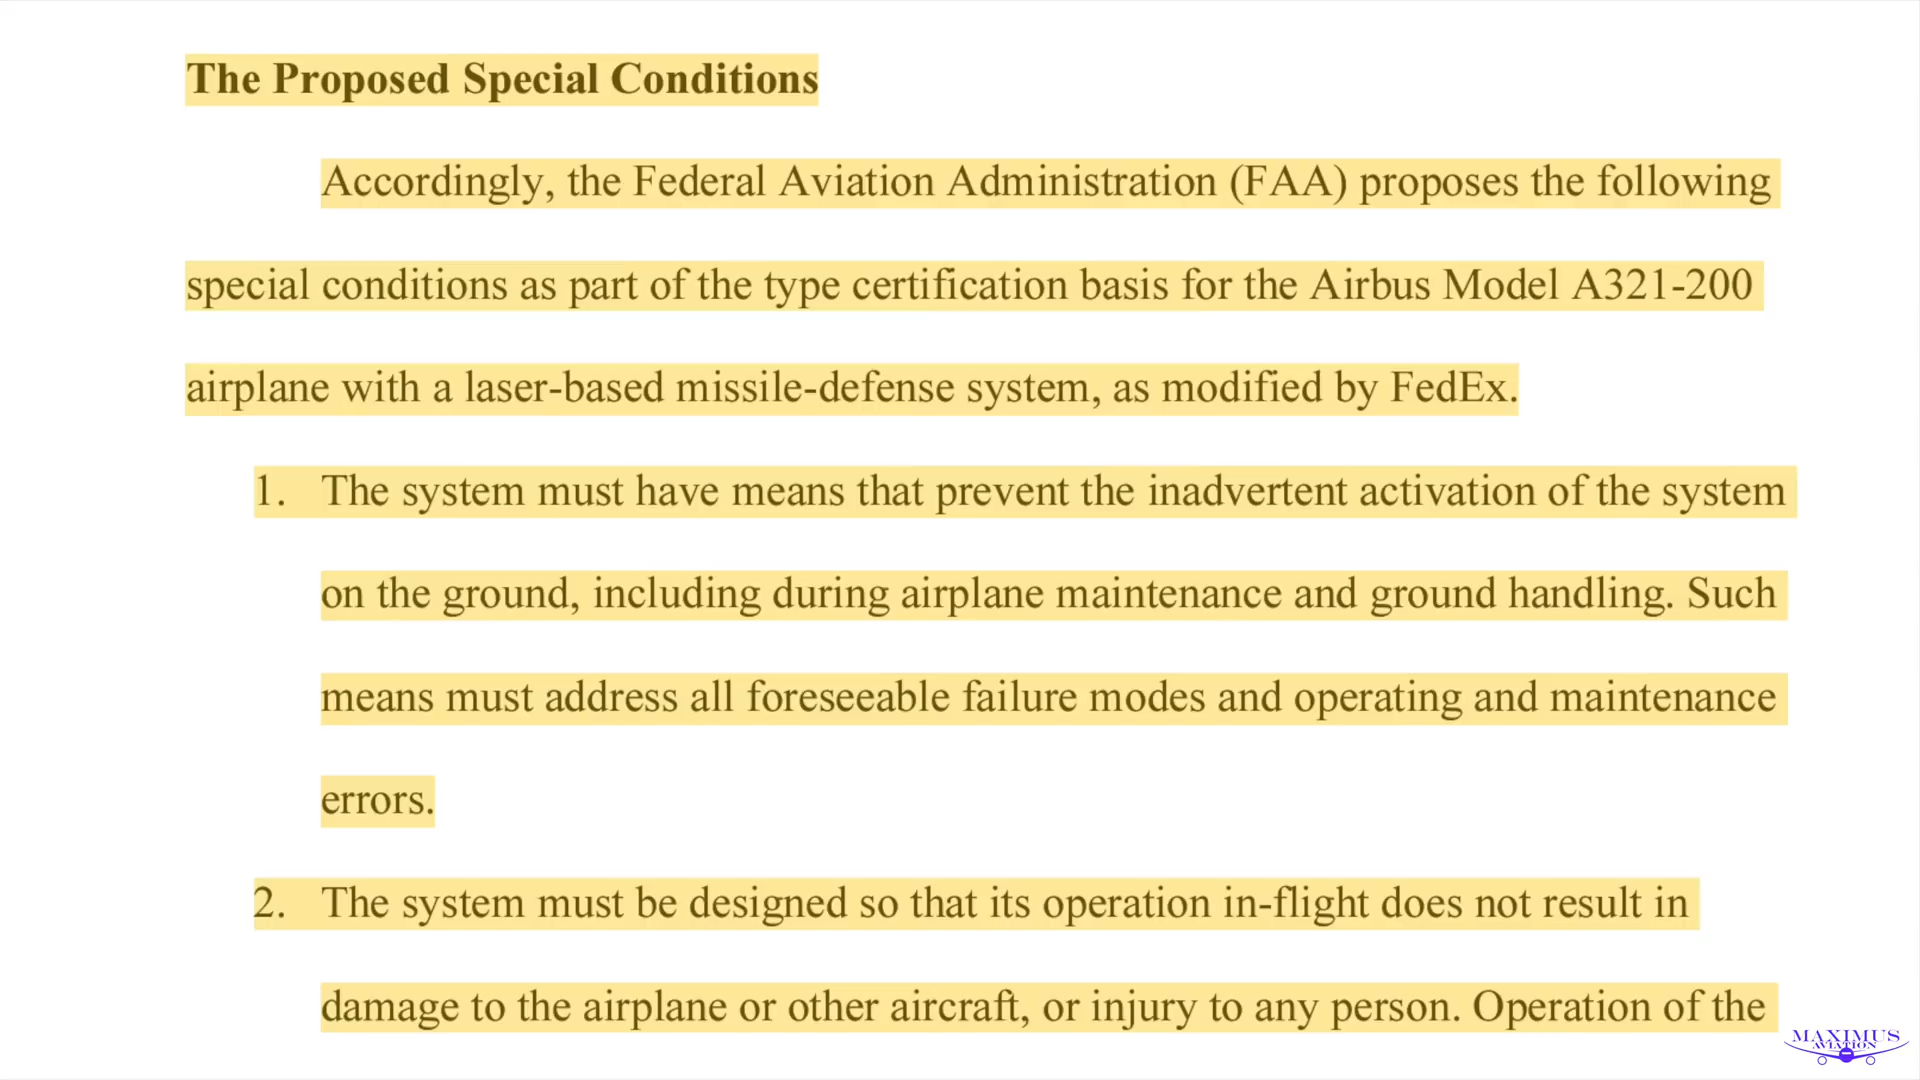 The Proposed Special Conditions
Accordingly, the Federal Aviation Administration (FAA) proposes the following
special conditions as part of the type certification basis for the Airbus Model A321-200
airplane with a laser-based missile-defense system, as modified by FedEx.
1. The system must have means that prevent the inadvertent activation of the system
on the ground, including during airplane maintenance and ground handling. Such
means must address all foreseeable failure modes and operating and maintenance
errors.
2. The system must be designed so that its operation in-flight does not result in
damage to the airplane or other aircraft, or injury to any person. Operation of the
MAXIMUS
AVIATION